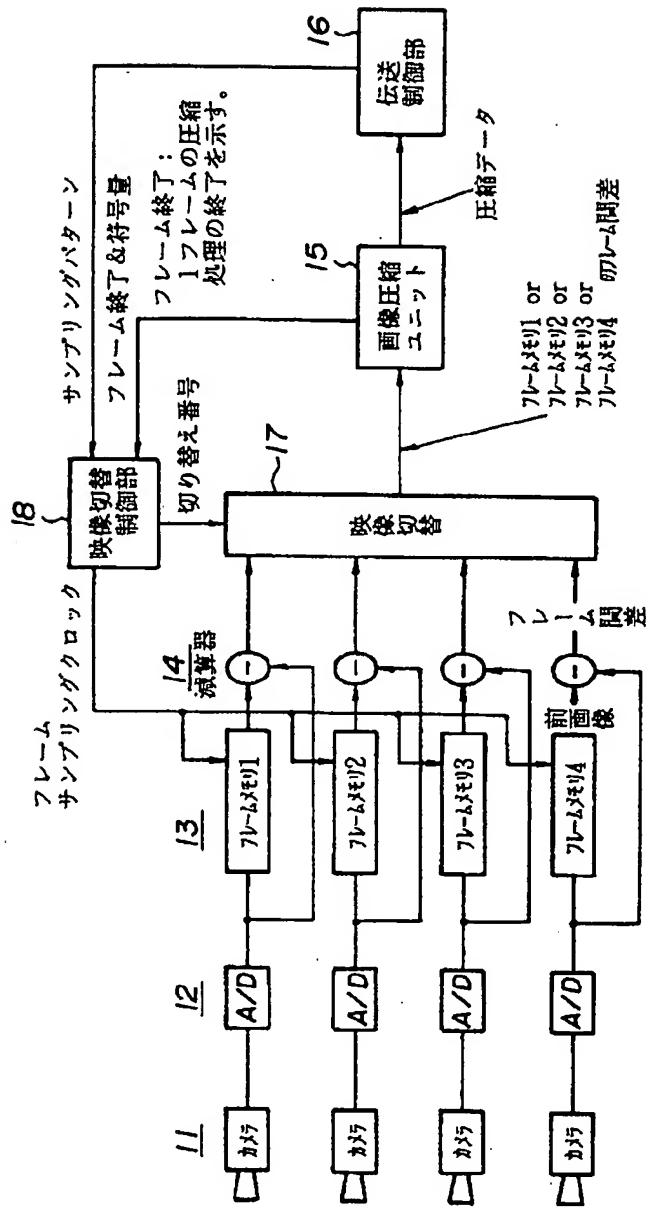 フレーム
サンプリングクロック
18
映像切替
制御部
サンプリングパターン
フレーム終了&符号量
フレーム終了:
1フレームの圧縮
処理の終了を示す。
切り替え番号
11
カメラ
カメラ
カメラ
カメラ
12
A/D
A/D
A/D
A/D
13
フレームメモリ1
フレームメモリ2
フレームメモリ3
フレームメモリ4
14
減算器
−
−
−
−
前画像
フレーム間差
17
映像切替
フレームメモリ1 or
フレームメモリ2 or
フレームメモリ3 or
フレームメモリ4 のフレーム間差
15
画像圧縮
ユニット
圧縮データ
16
伝送
制御部